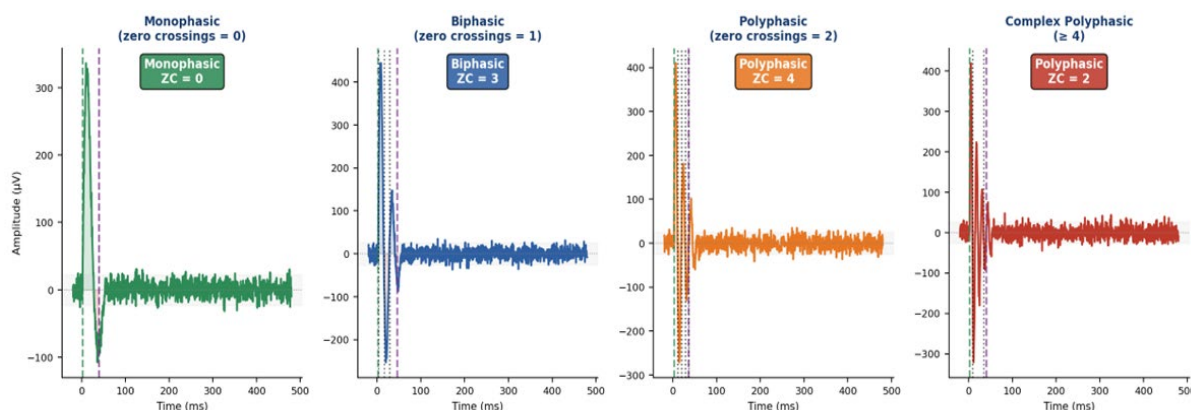 Monophasic
(zero crossings = 0)
Monophasic
ZC = 0
300
200
100
0
−100
Amplitude (µV)
0 100 200 300 400 500
Time (ms)
Biphasic
(zero crossings = 1)
Biphasic
ZC = 3
400
300
200
100
0
−100
−200
0 100 200 300 400 500
Time (ms)
Polyphasic
(zero crossings = 2)
Polyphasic
ZC = 4
400
300
200
100
0
−100
−200
−300
0 100 200 300 400 500
Time (ms)
Complex Polyphasic
(≥ 4)
Polyphasic
ZC = 2
400
300
200
100
0
−100
−200
−300
0 100 200 300 400 500
Time (ms)